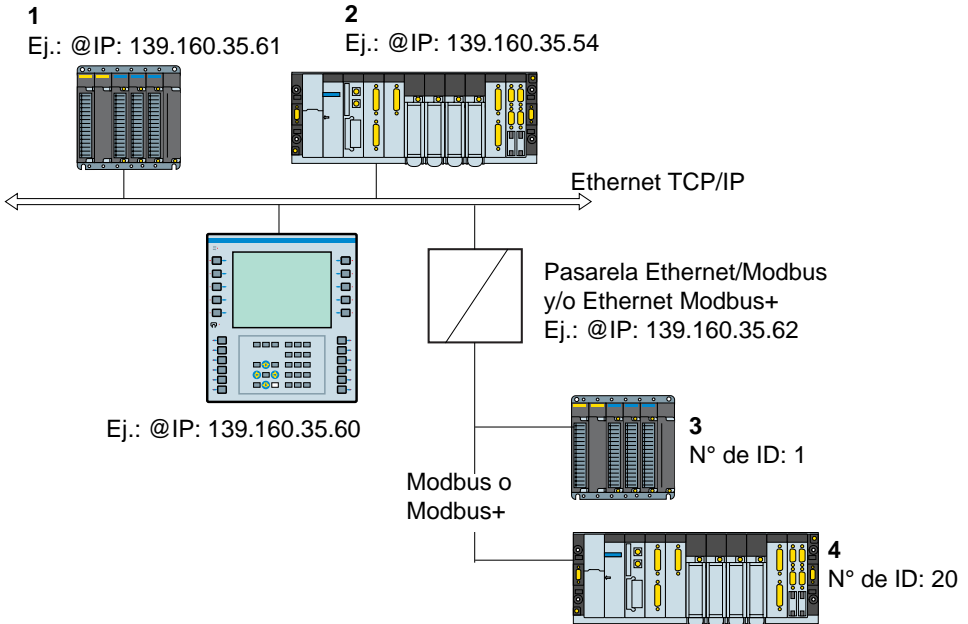 1
Ej.: @IP: 139.160.35.61
2
Ej.: @IP: 139.160.35.54
Ethernet TCP/IP
Pasarela Ethernet/Modbus
y/o Ethernet Modbus+
Ej.: @IP: 139.160.35.62
Ej.: @IP: 139.160.35.60
3
N° de ID: 1
Modbus o
Modbus+
4
N° de ID: 20